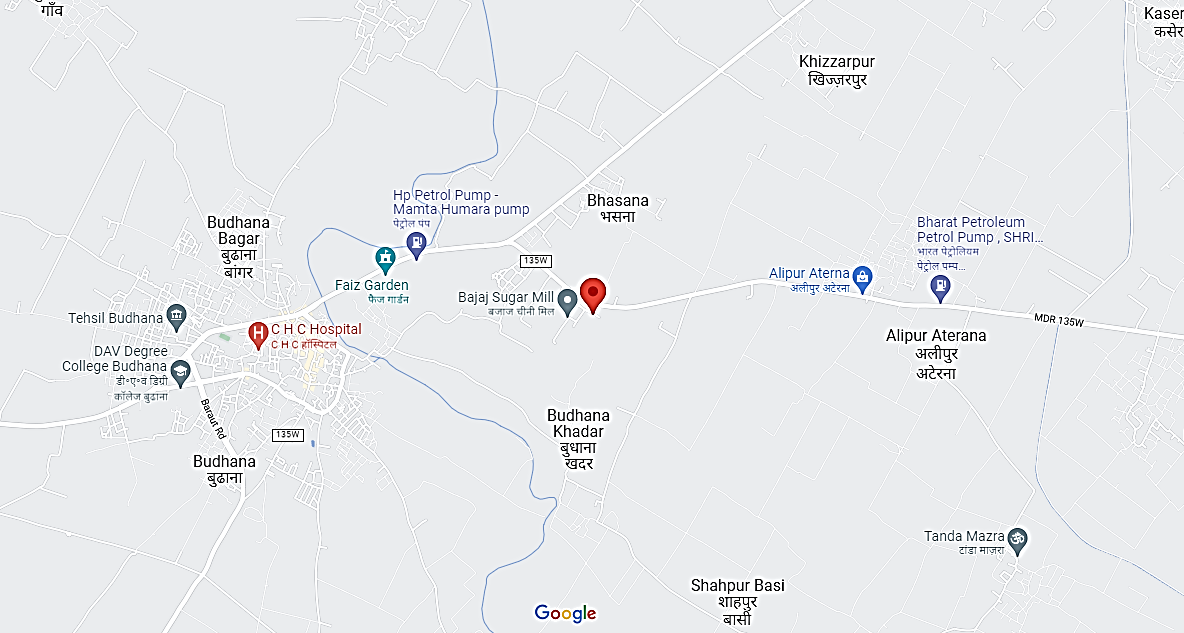 गाँव
Kaser
कसेर
Khizzarpur
खिज़्ज़रपुर
Hp Petrol Pump -
Mamta Humara pump
पेट्रोल पंप
Bhasana
भसना
Budhana
Bagar
बुढाना
बांगर
Bharat Petroleum
Petrol Pump , SHRI...
भारत पेट्रोलियम
पेट्रोल पम्प...
135W
Alipur Aterna
अलीपुर अटेरना
Faiz Garden
फैज गार्डन
Bajaj Sugar Mill
बजाज चीनी मिल
Tehsil Budhana
C H C Hospital
C H C हॉस्पिटल
MDR 135W
Alipur Aterana
अलीपुर
अटेरना
DAV Degree
College Budhana
डी॰ए॰व डिग्री
कॉलेज बुढाना
Baraut Rd
135W
Budhana
Khadar
बुधाना
खदर
Budhana
बुढाना
Tanda Mazra
टांडा माज़रा
Shahpur Basi
शाहपुर
बासी
Google